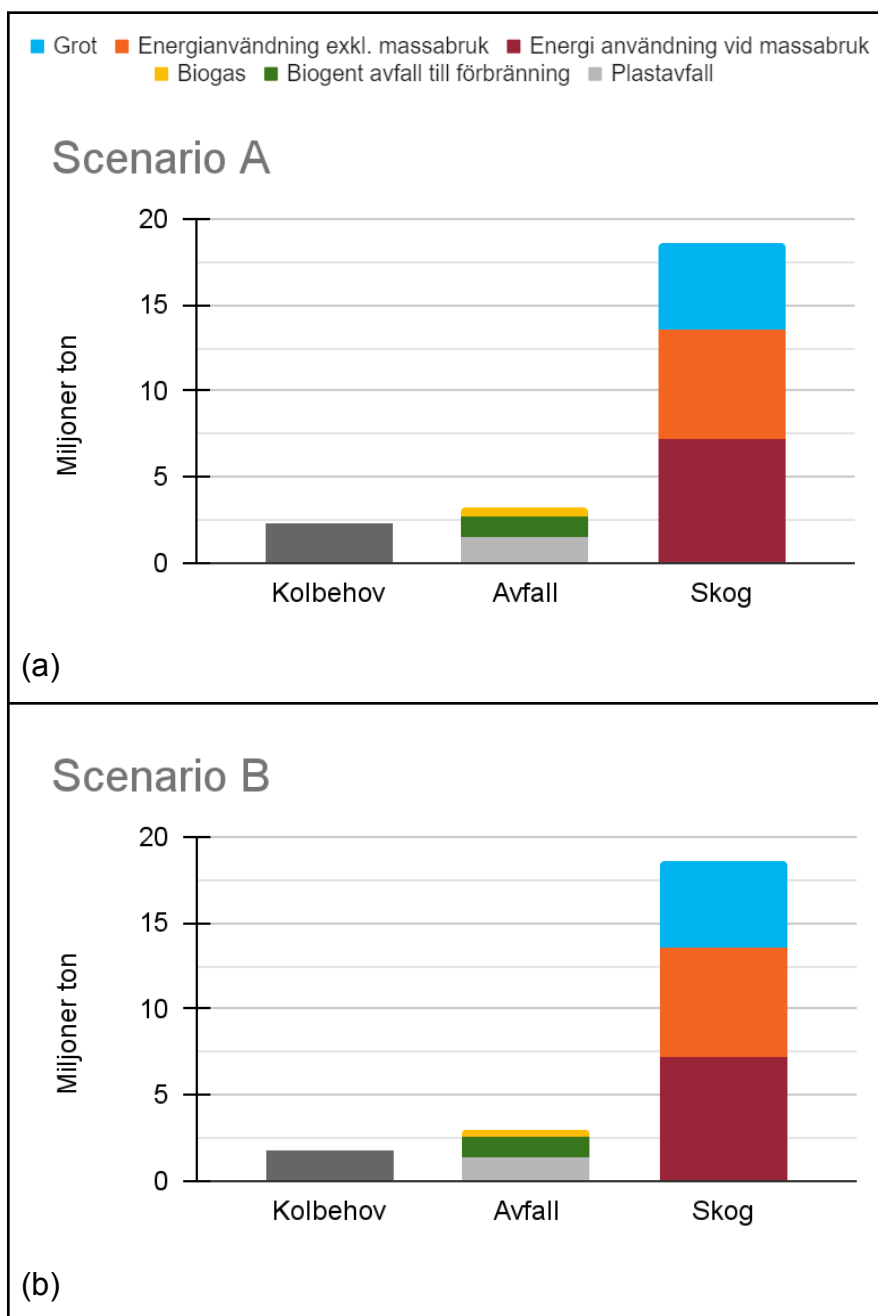 Grot Energianvändning exkl. massabruk Energi användning vid massabruk
Biogas Biogent avfall till förbränning Plastavfall
Scenario A
20
15
10
5
0
Miljoner ton
Kolbehov Avfall Skog
(a)
Scenario B
20
15
10
5
0
Miljoner ton
Kolbehov Avfall Skog
(b)